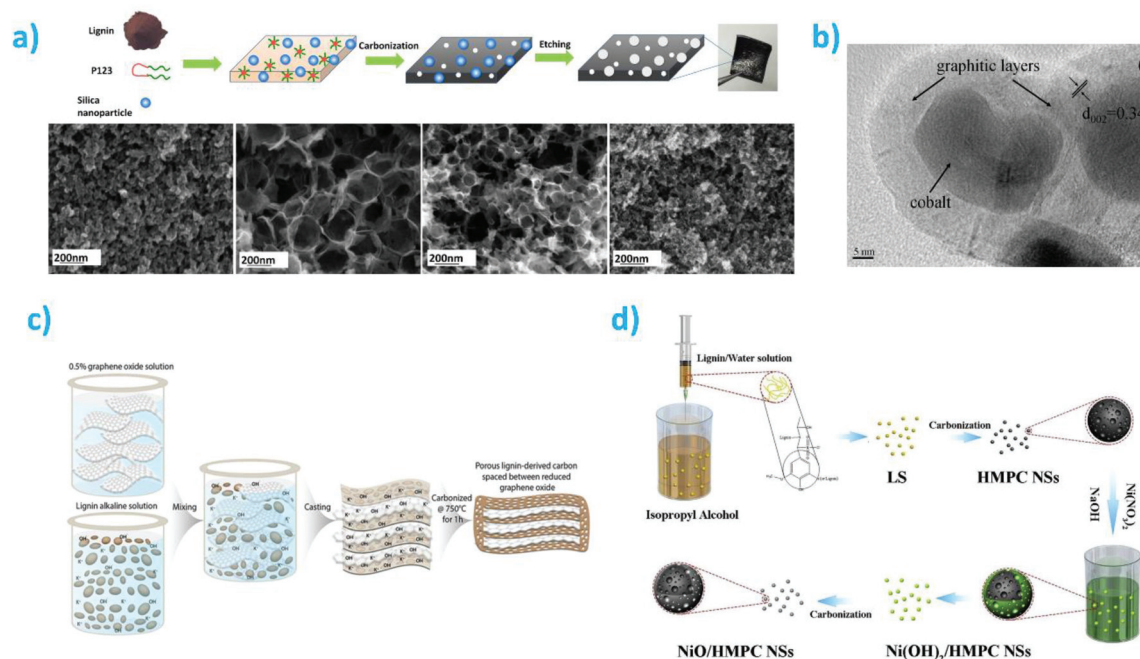 a)
Lignin
P123
Silica
nanoparticle
Carbonization
Etching
200nm
200nm
200nm
200nm
b)
graphitic layers
d002=0.34
cobalt
5 nm
c)
0.5% graphene oxide solution
Lignin alkaline solution
Mixing
Casting
Carbonized
@ 750°C
for 1h
Porous lignin-derived carbon
spaced between reduced
graphene oxide
d)
Lignin/Water solution
Isopropyl Alcohol
LS
Carbonization
HMPC NSs
Ni(NO3)2
NaOH
Ni(OH)2/HMPC NSs
Carbonization
NiO/HMPC NSs